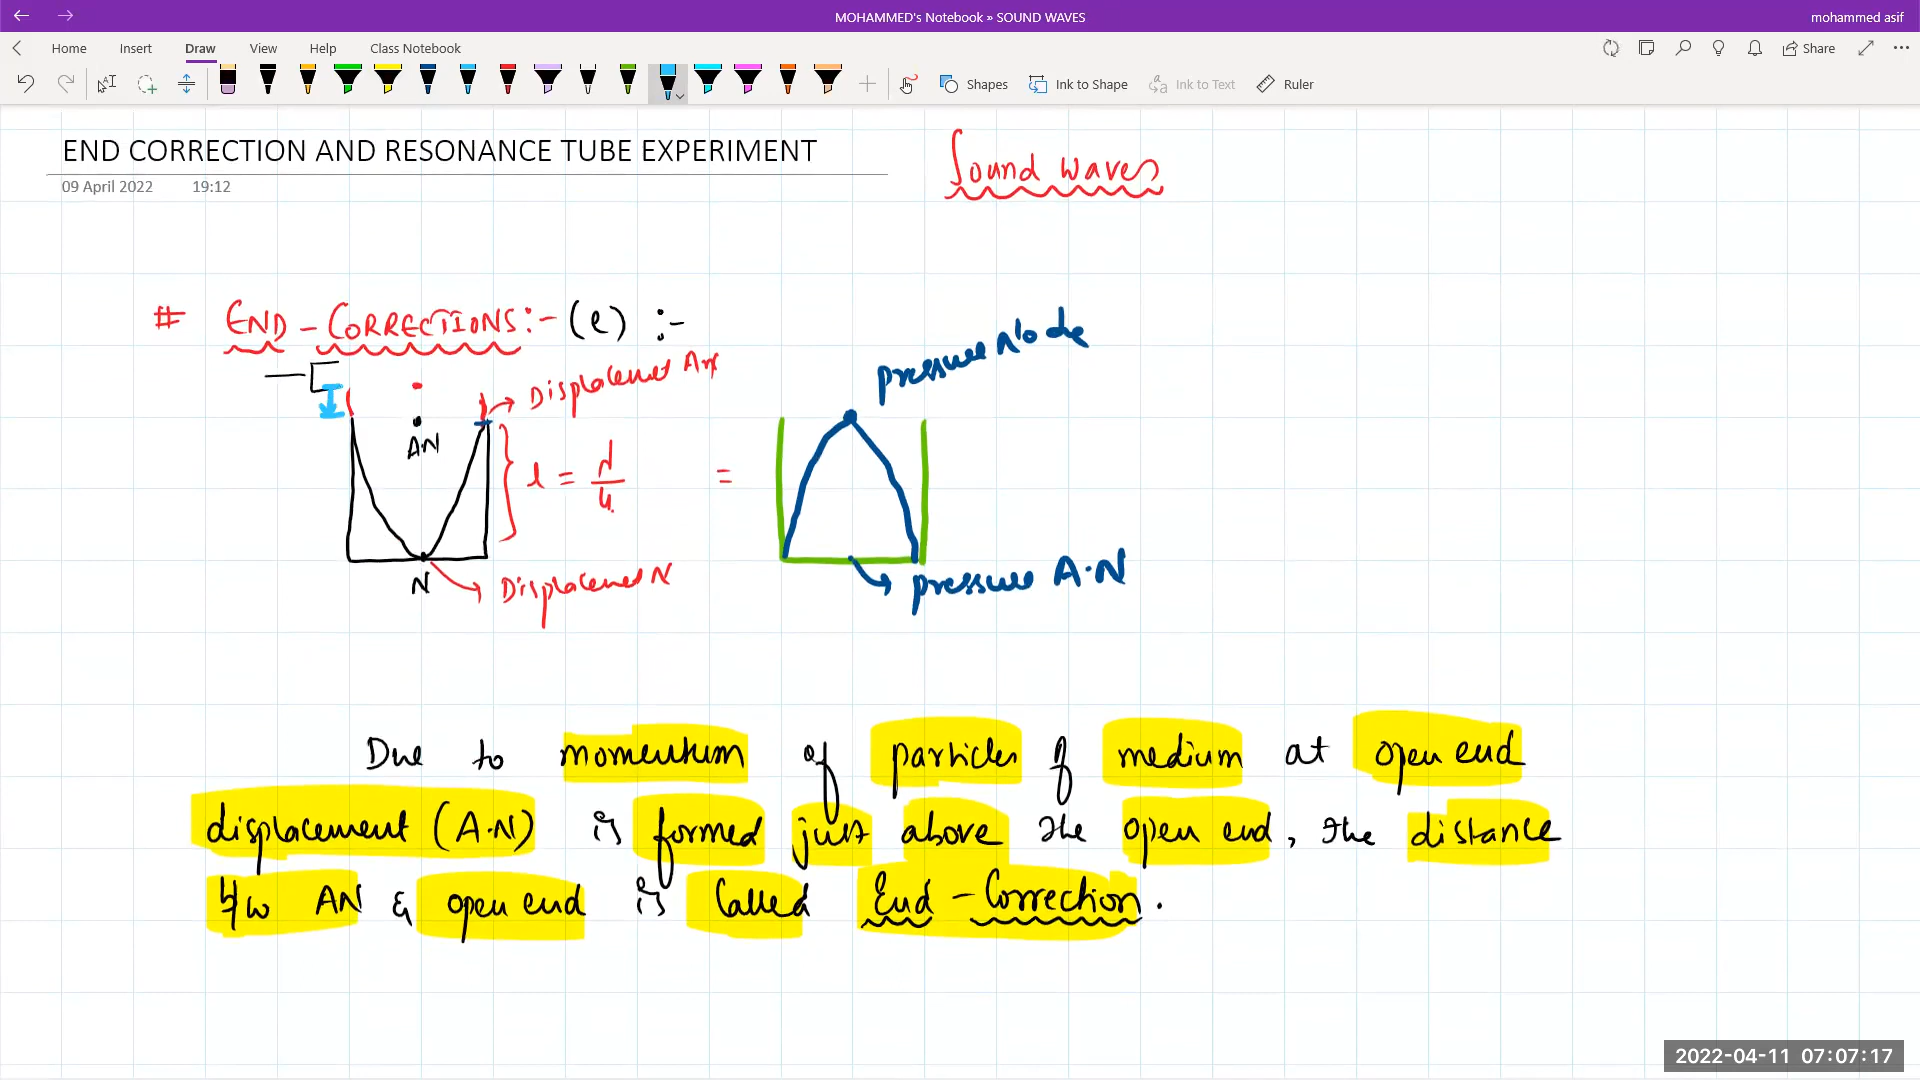 MOHAMMED's Notebook » SOUND WAVES
mohammed asif
Home Insert Draw View Help Class Notebook
Share
Shapes Ink to Shape Ink to Text Ruler
END CORRECTION AND RESONANCE TUBE EXPERIMENT
09 April 2022 19:12
Sound Waves
# END - CORRECTIONS :- (e) :-
Displacement AN
AN
l = λ/4
=
N
Displacement N
pressure Node
pressure A.N
Due to momentum of particles of medium at open end
displacement (A.N) is formed just above the open end, the distance
b/w AN & open end is called End - Correction.
2022-04-11 07:07:17